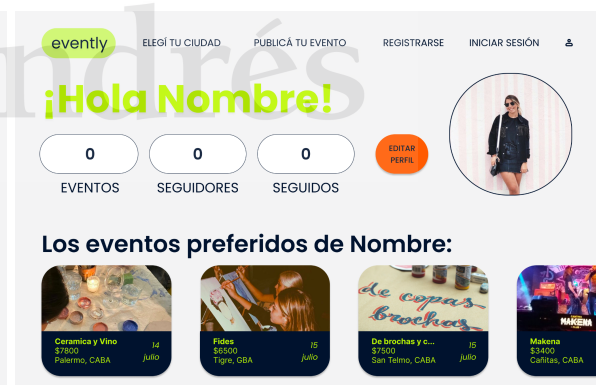 ndrés
evently
ELEGÍ TU CIUDAD
PUBLICÁ TU EVENTO
REGISTRARSE
INICIAR SESIÓN
¡Hola Nombre!
0
0
0
EDITAR
PERFIL
EVENTOS
SEGUIDORES
SEGUIDOS
Los eventos preferidos de Nombre:
de copas
brochas
MAKENA
Ceramica y Vino
$7800
Palermo, CABA
14
julio
Fides
$6500
Tigre, GBA
15
julio
De brochas y c...
$7500
San Telmo, CABA
15
julio
Makena
$3400
Cañitas, CABA